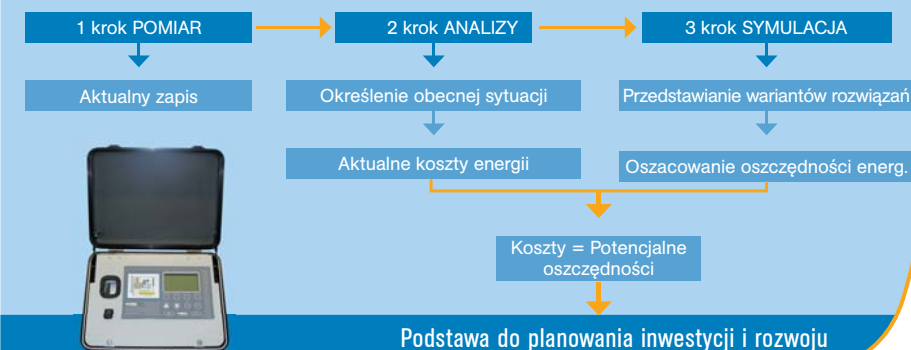 1 krok POMIAR
2 krok ANALIZY
3 krok SYMULACJA
Aktualny zapis
Określenie obecnej sytuacji
Przedstawianie wariantów rozwiązań
Aktualne koszty energii
Oszacowanie oszczędności energ.
Koszty = Potencjalne
oszczędności
Podstawa do planowania inwestycji i rozwoju